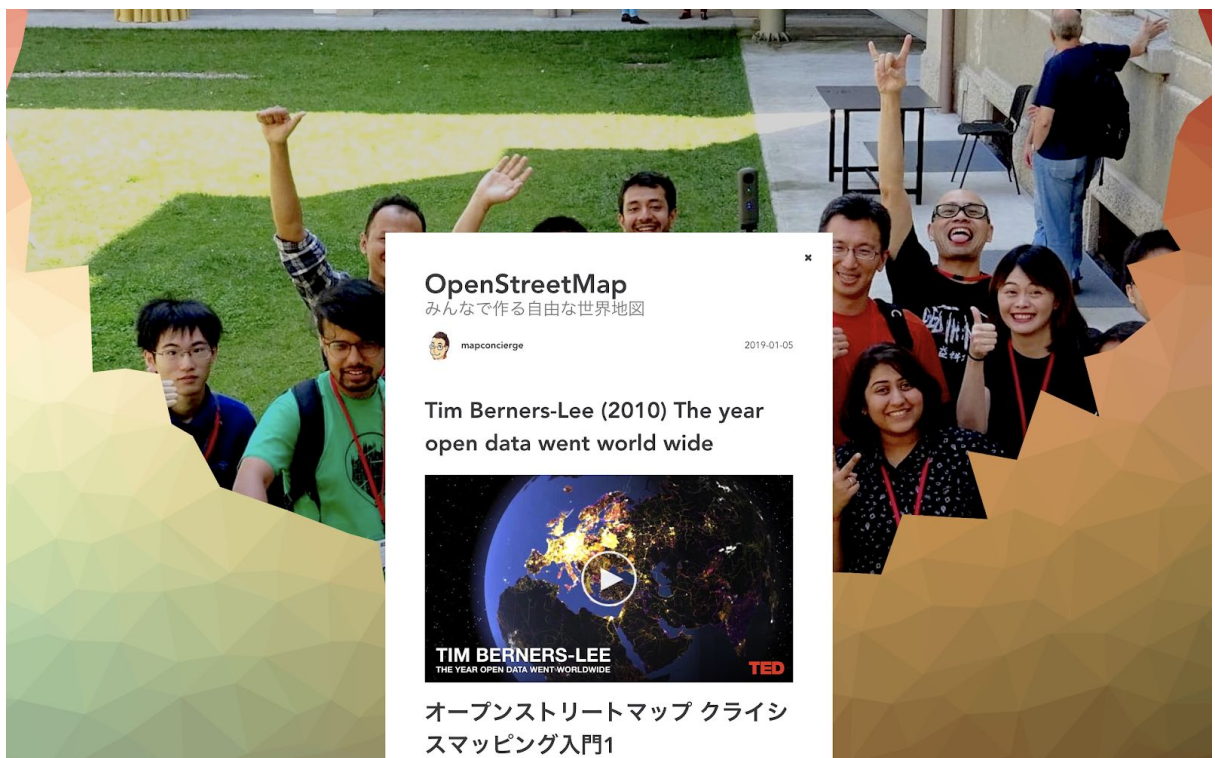 OpenStreetMap
みんなで作る自由な世界地図
mapconcierge
2019-01-05
Tim Berners-Lee (2010) The year
open data went world wide
TIM BERNERS-LEE
THE YEAR OPEN DATA WENT WORLDWIDE
TED
オープンストリートマップ クライシ
スマッピング入門1